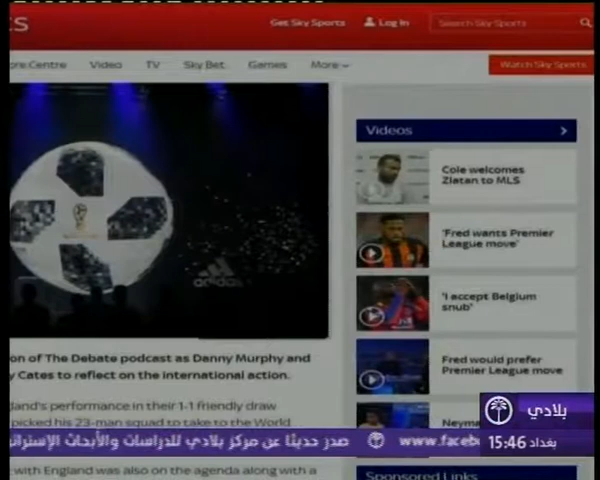 Get Sky Sports
Log In
Search Sky Sports
ore Centre
Video
TV
Sky Bet
Games
More
Watch Sky Sports
adidas
Videos
Cole welcomes
Zlatan to MLS
'Fred wants Premier
League move'
'I accept Belgium
snub'
Fred would prefer
Premier League move
Neyma
Sponsored Links
on of The Debate podcast as Danny Murphy and
y Cates to reflect on the international action.
gland's performance in their 1-1 friendly draw
picked his 23-man squad to take to the World
with England was also on the agenda along with a
بلادي
بغداد 15:46
صدر حديثا عن مركز بلادي للدراسات والأبحاث الإستراتي
www.faceb